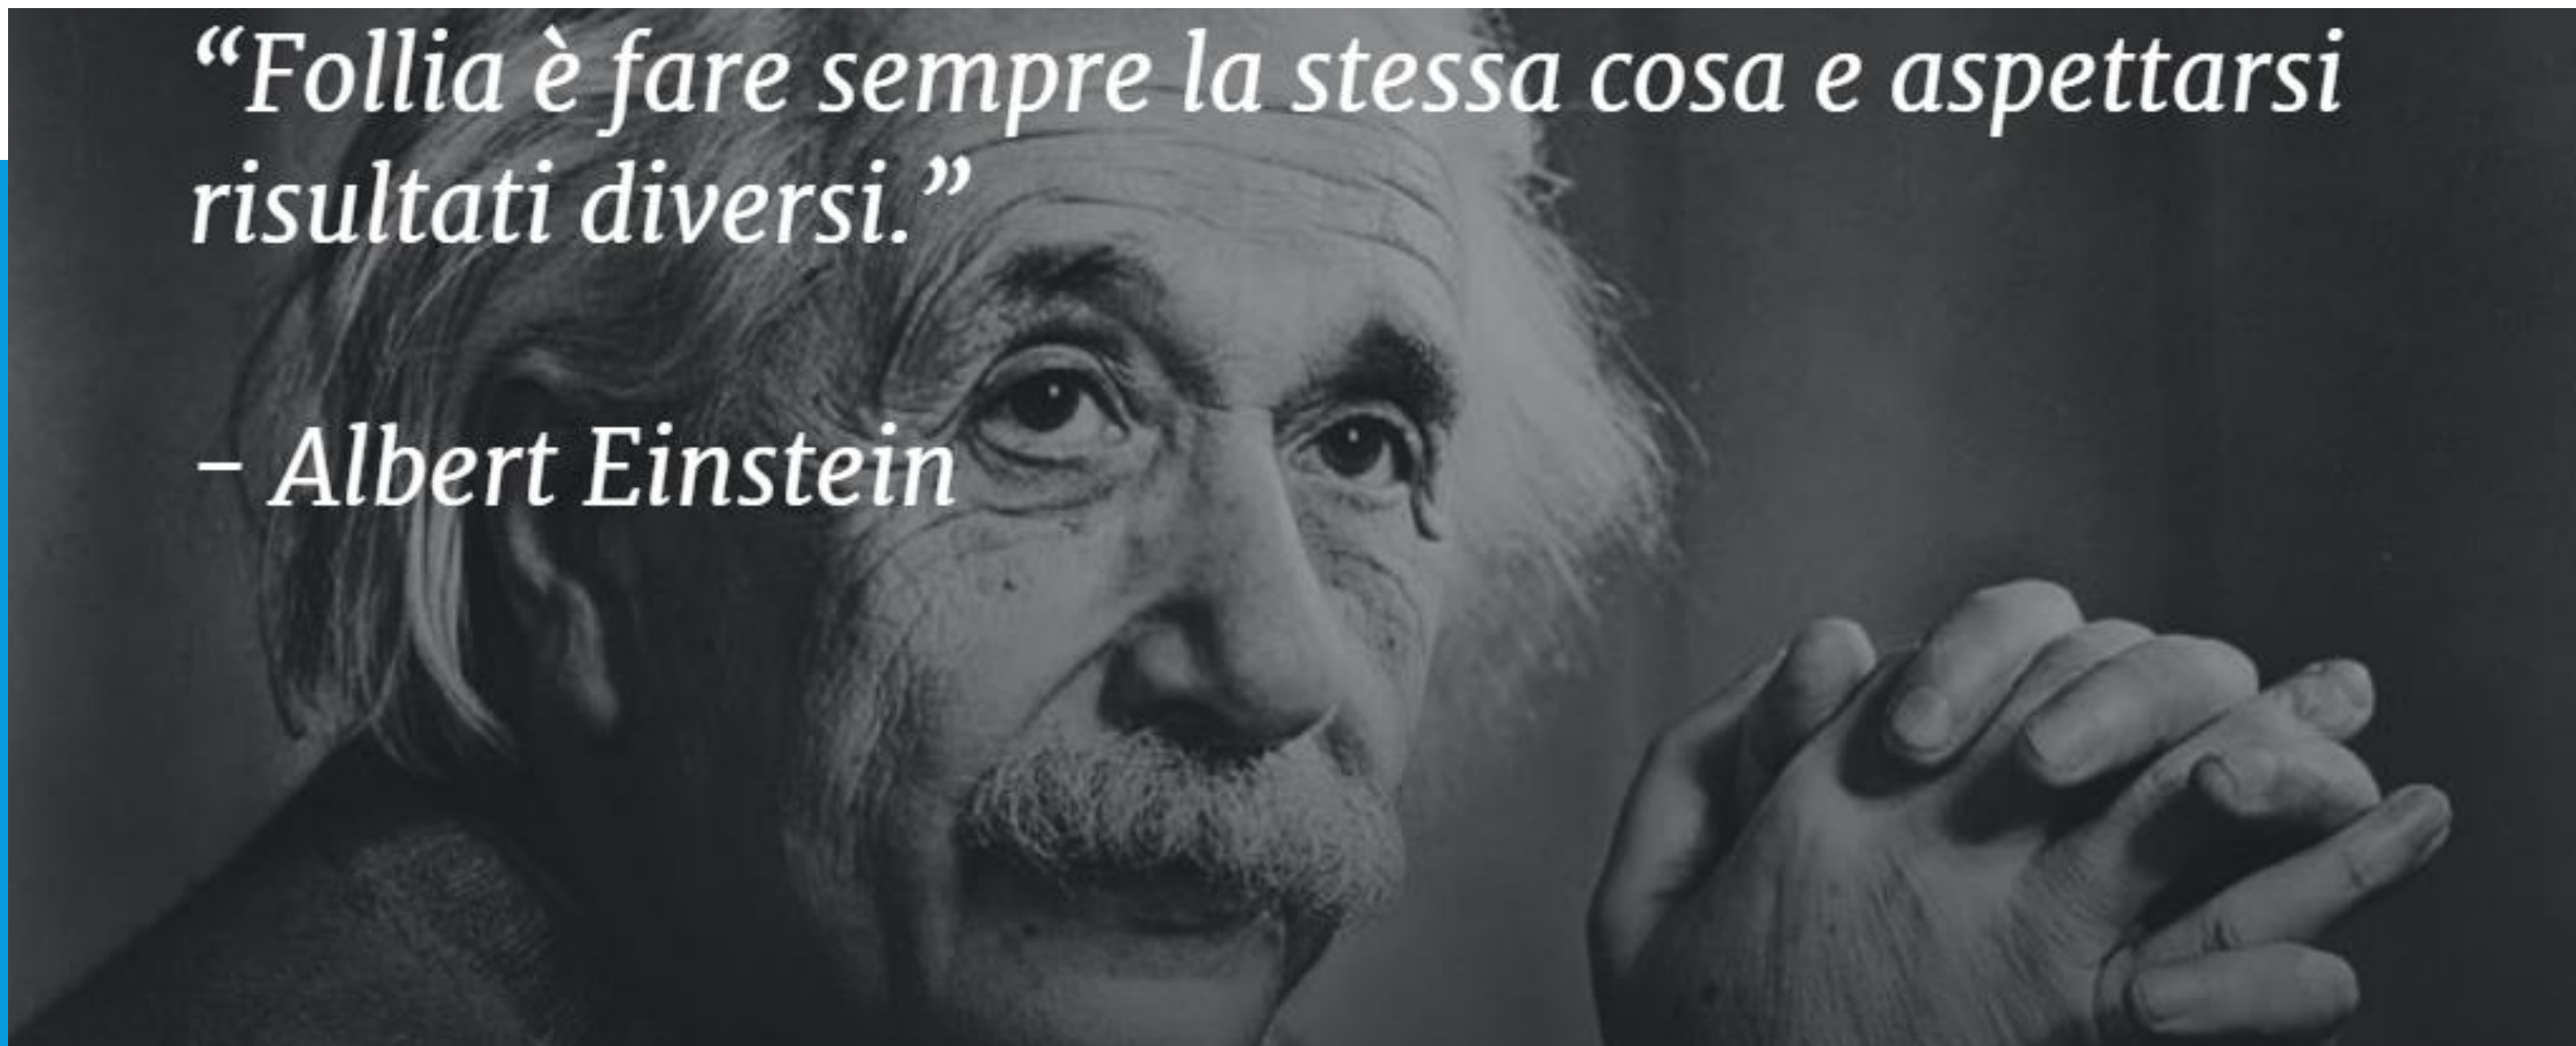 “Follia è fare sempre la stessa cosa e aspettarsi
risultati diversi.”
– Albert Einstein